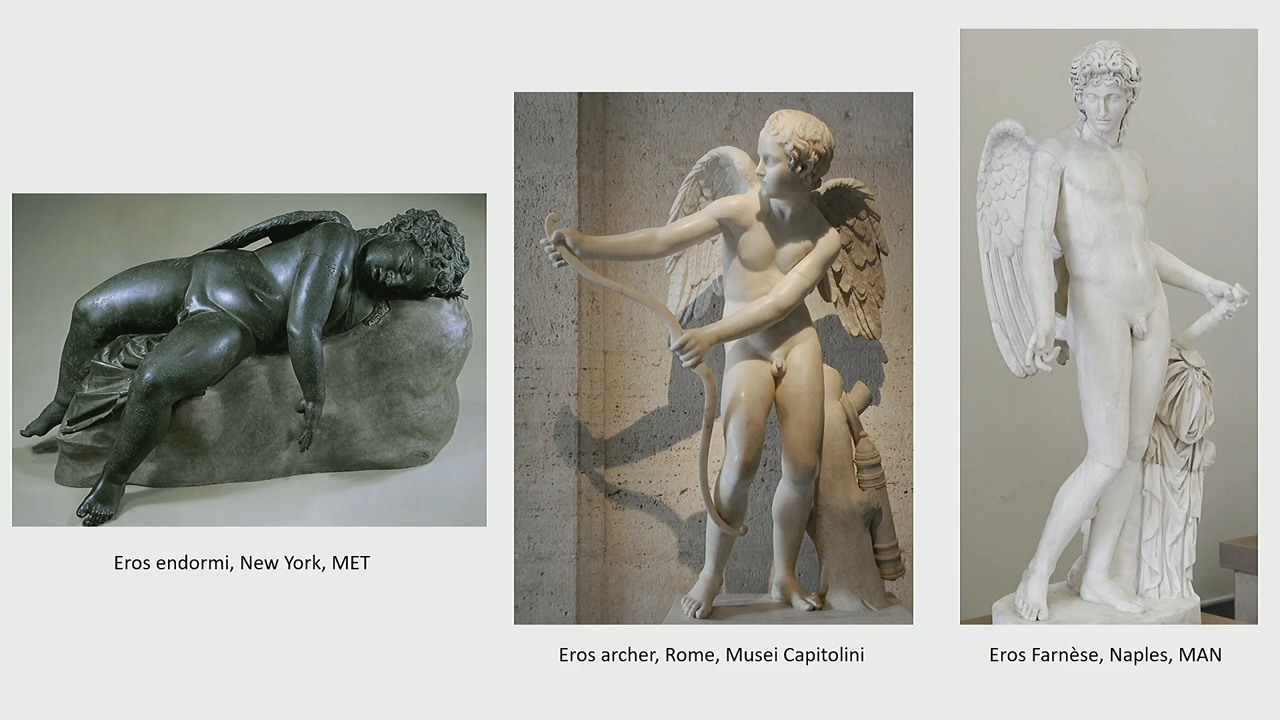 Eros endormi, New York, MET
Eros archer, Rome, Musei Capitolini
Eros Farnèse, Naples, MAN